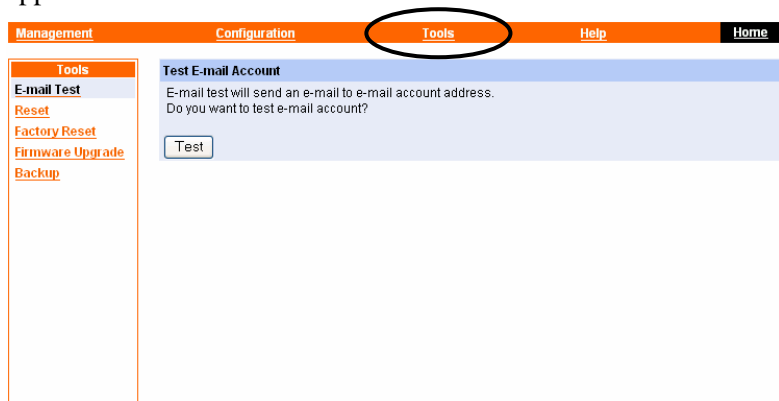 Management Configuration Tools Help Home
Tools
E-mail Test
Reset
Factory Reset
Firmware Upgrade
Backup
Test E-mail Account
E-mail test will send an e-mail to e-mail account address.
Do you want to test e-mail account?
Test